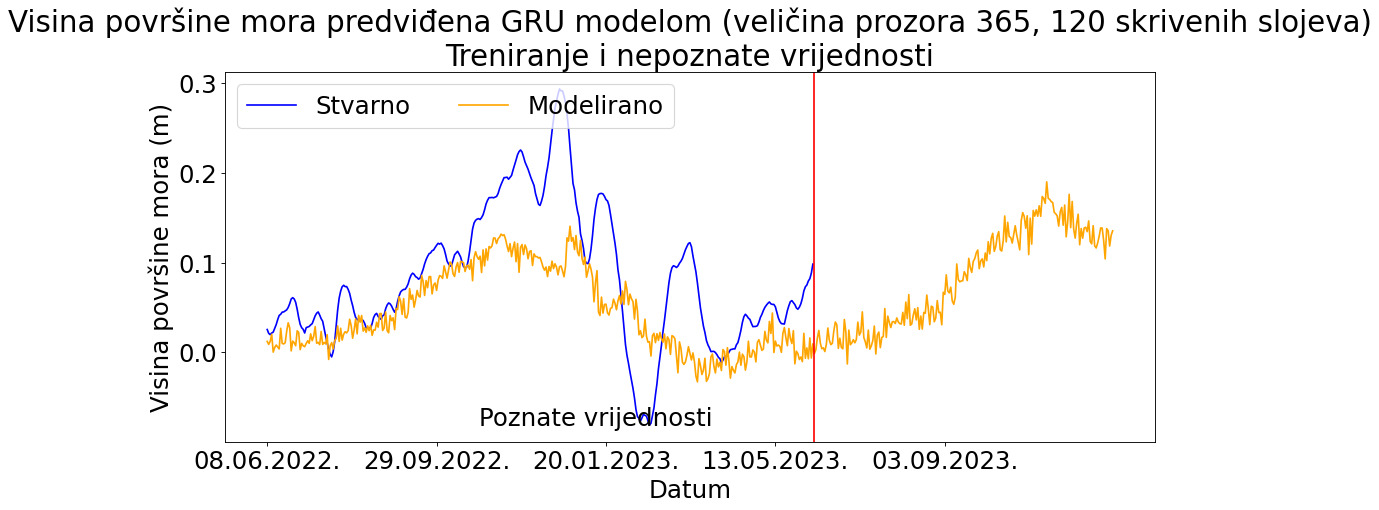 Visina površine mora predviđena GRU modelom (veličina prozora 365, 120 skrivenih slojeva)
Treniranje i nepoznate vrijednosti
Stvarno
Modelirano
Visina površine mora (m)
0.3
0.2
0.1
0.0
Poznate vrijednosti
08.06.2022.
29.09.2022.
20.01.2023.
13.05.2023.
03.09.2023.
Datum